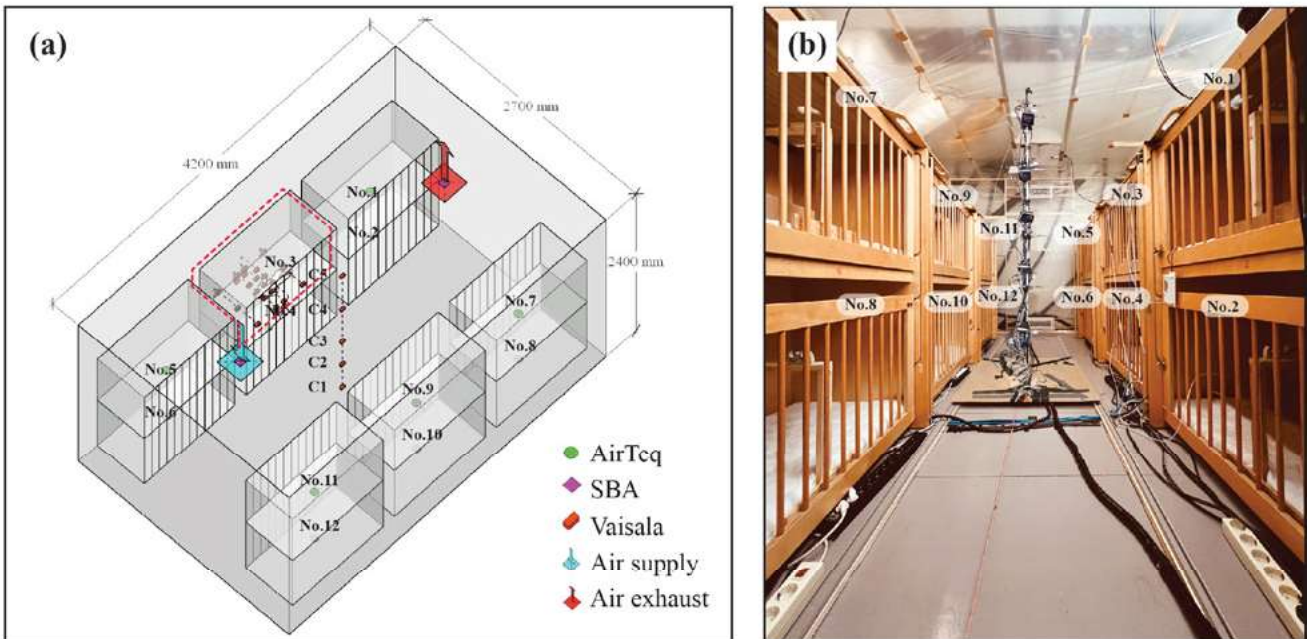 (a)
4200 mm
2700 mm
2400 mm
No.1
No.2
No.3
C5
C4
C3
C2
C1
No.5
No.6
No.7
No.8
No.9
No.10
No.11
No.12
AirTcq
SBA
Vaisala
Air supply
Air exhaust
(b)
No.7
No.1
No.9
No.3
No.11
No.5
No.8
No.10
No.12
No.6
No.4
No.2